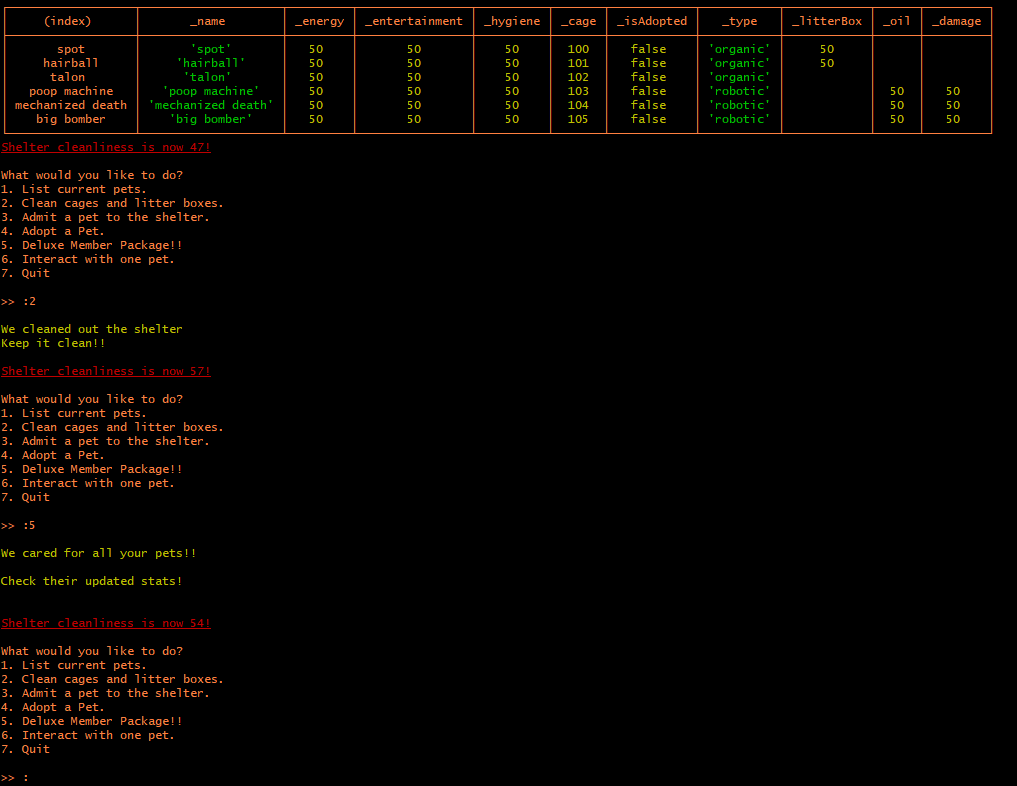 (index) _name _energy _entertainment _hygiene _cage _isAdopted _type _litterBox _oil _damage
spot 'spot' 50 50 50 100 false 'organic' 50
hairball 'hairball' 50 50 50 101 false 'organic' 50
talon 'talon' 50 50 50 102 false 'organic'
poop machine 'poop machine' 50 50 50 103 false 'robotic' 50 50
mechanized death 'mechanized death' 50 50 50 104 false 'robotic' 50 50
big bomber 'big bomber' 50 50 50 105 false 'robotic' 50 50
Shelter cleanliness is now 47!
What would you like to do?
1. List current pets.
2. Clean cages and litter boxes.
3. Admit a pet to the shelter.
4. Adopt a Pet.
5. Deluxe Member Package!!
6. Interact with one pet.
7. Quit
>> :2
We cleaned out the shelter
Keep it clean!!
Shelter cleanliness is now 57!
What would you like to do?
1. List current pets.
2. Clean cages and litter boxes.
3. Admit a pet to the shelter.
4. Adopt a Pet.
5. Deluxe Member Package!!
6. Interact with one pet.
7. Quit
>> :5
We cared for all your pets!!
Check their updated stats!
Shelter cleanliness is now 54!
What would you like to do?
1. List current pets.
2. Clean cages and litter boxes.
3. Admit a pet to the shelter.
4. Adopt a Pet.
5. Deluxe Member Package!!
6. Interact with one pet.
7. Quit
>> :